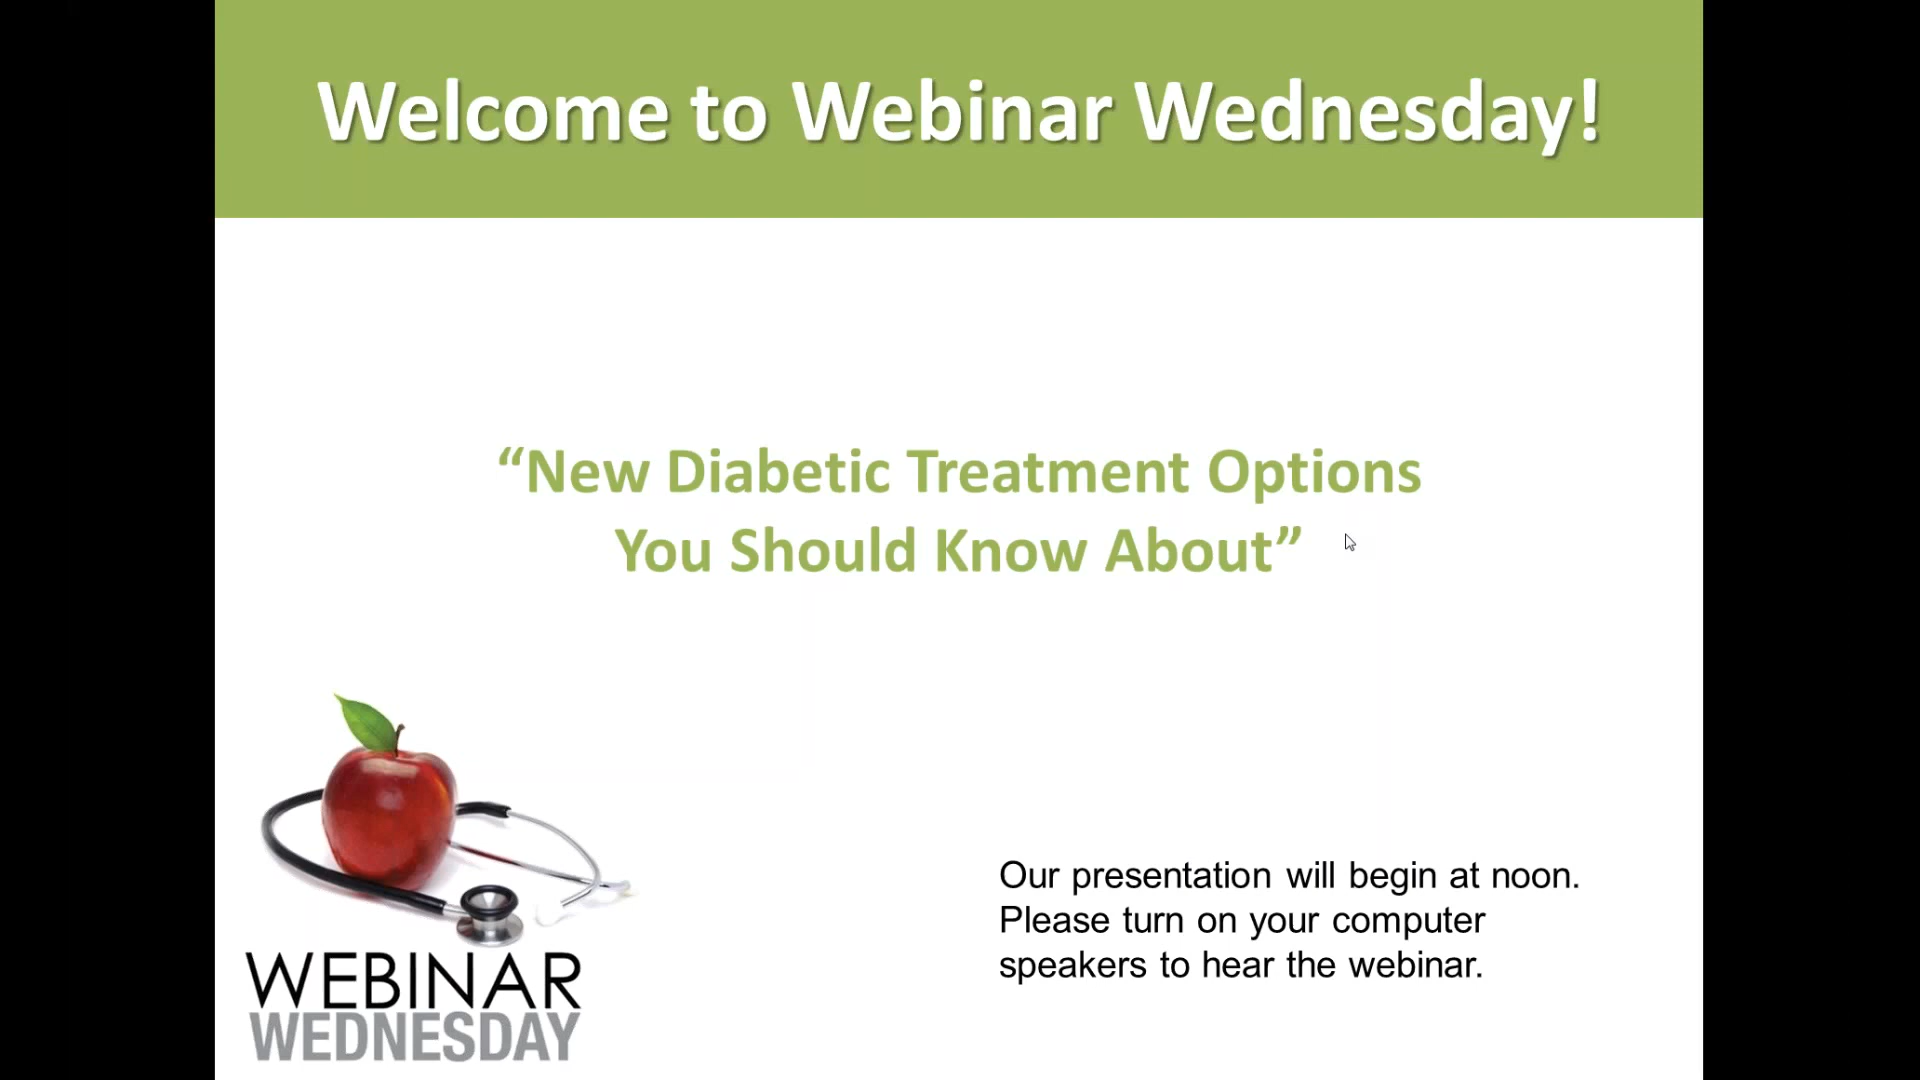 Welcome to Webinar Wednesday!
“New Diabetic Treatment Options
You Should Know About”
Our presentation will begin at noon.
Please turn on your computer
speakers to hear the webinar.
WEBINAR
WEDNESDAY